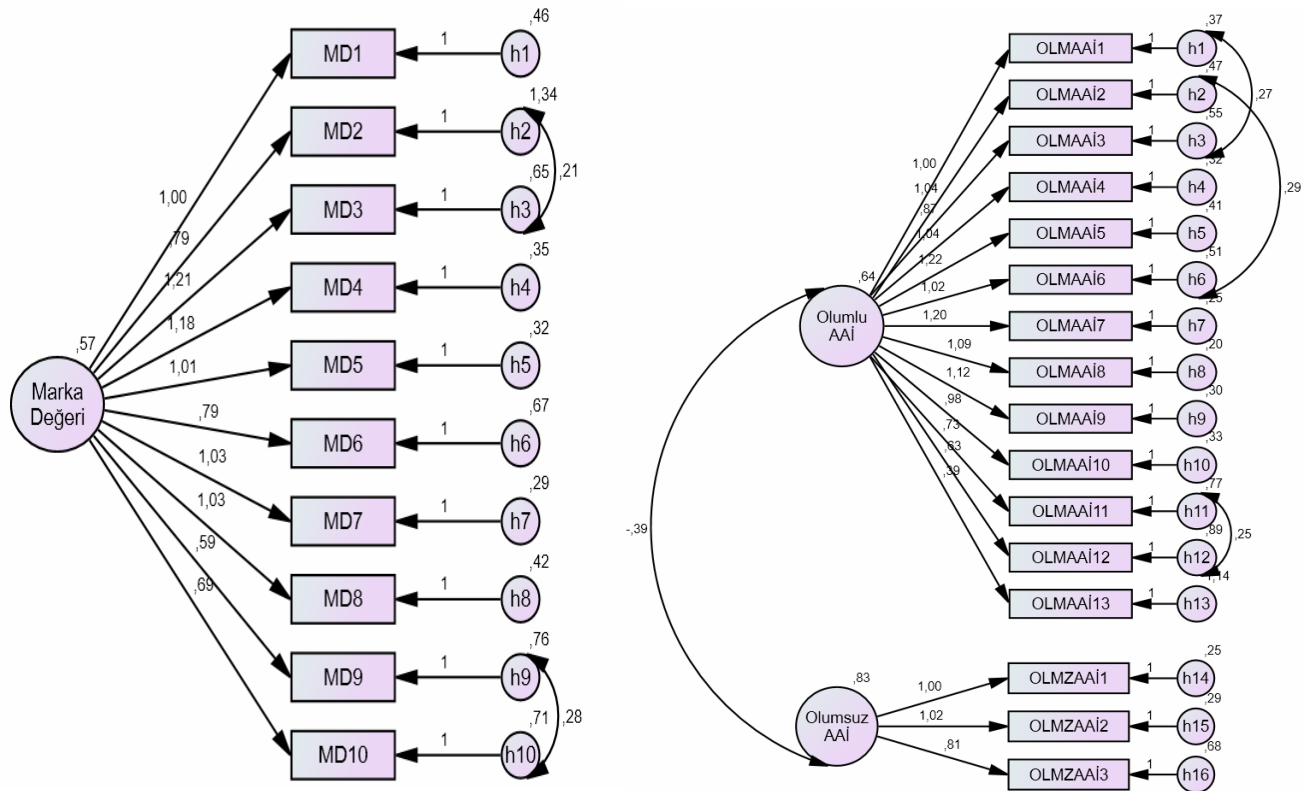 ,46
MD1
1
h1
1,34
MD2
1
h2
,65
,21
MD3
1
h3
1,00
,79
1,21
,35
MD4
1
h4
1,18
,57
,32
MD5
1
h5
1,01
Marka
Değeri
,79
,67
MD6
1
h6
1,03
1,03
,29
MD7
1
h7
,59
,69
,42
MD8
1
h8
,76
MD9
1
h9
,71
,28
MD10
1
h10
,37
OLMAAİ1
1
h1
,47
OLMAAİ2
1
h2
,27
,55
OLMAAİ3
1
h3
1,00
,32
1,04
OLMAAİ4
1
h4
,29
,87
,41
1,04
OLMAAİ5
1
h5
1,22
,51
1,02
OLMAAİ6
1
h6
,64
,25
Olumlu
AAİ
1,20
OLMAAİ7
1
h7
,20
1,09
OLMAAİ8
1
h8
1,12
,30
,98
OLMAAİ9
1
h9
,73
,33
,63
OLMAAİ10
1
h10
,39
,77
OLMAAİ11
1
h11
-,39
,89
,25
OLMAAİ12
1
h12
1,14
OLMAAİ13
1
h13
,25
,83
OLMZAAİ1
1
h14
1,00
,29
Olumsuz
AAİ
1,02
OLMZAAİ2
1
h15
,81
,68
OLMZAAİ3
1
h16